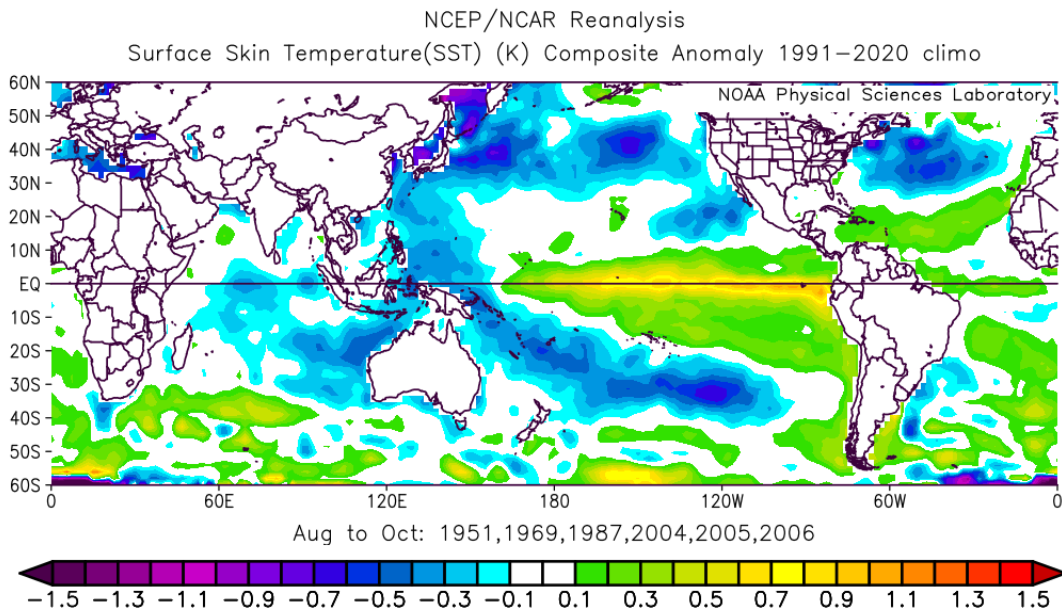 NCEP/NCAR Reanalysis
Surface Skin Temperature(SST) (K) Composite Anomaly 1991-2020 climo
NOAA Physical Sciences Laboratory
60N
50N
40N
30N
20N
10N
EQ
10S
20S
30S
40S
50S
60S
0 60E 120E 180 120W 60W 0
Aug to Oct: 1951,1969,1987,2004,2005,2006
-1.5 -1.3 -1.1 -0.9 -0.7 -0.5 -0.3 -0.1 0.1 0.3 0.5 0.7 0.9 1.1 1.3 1.5